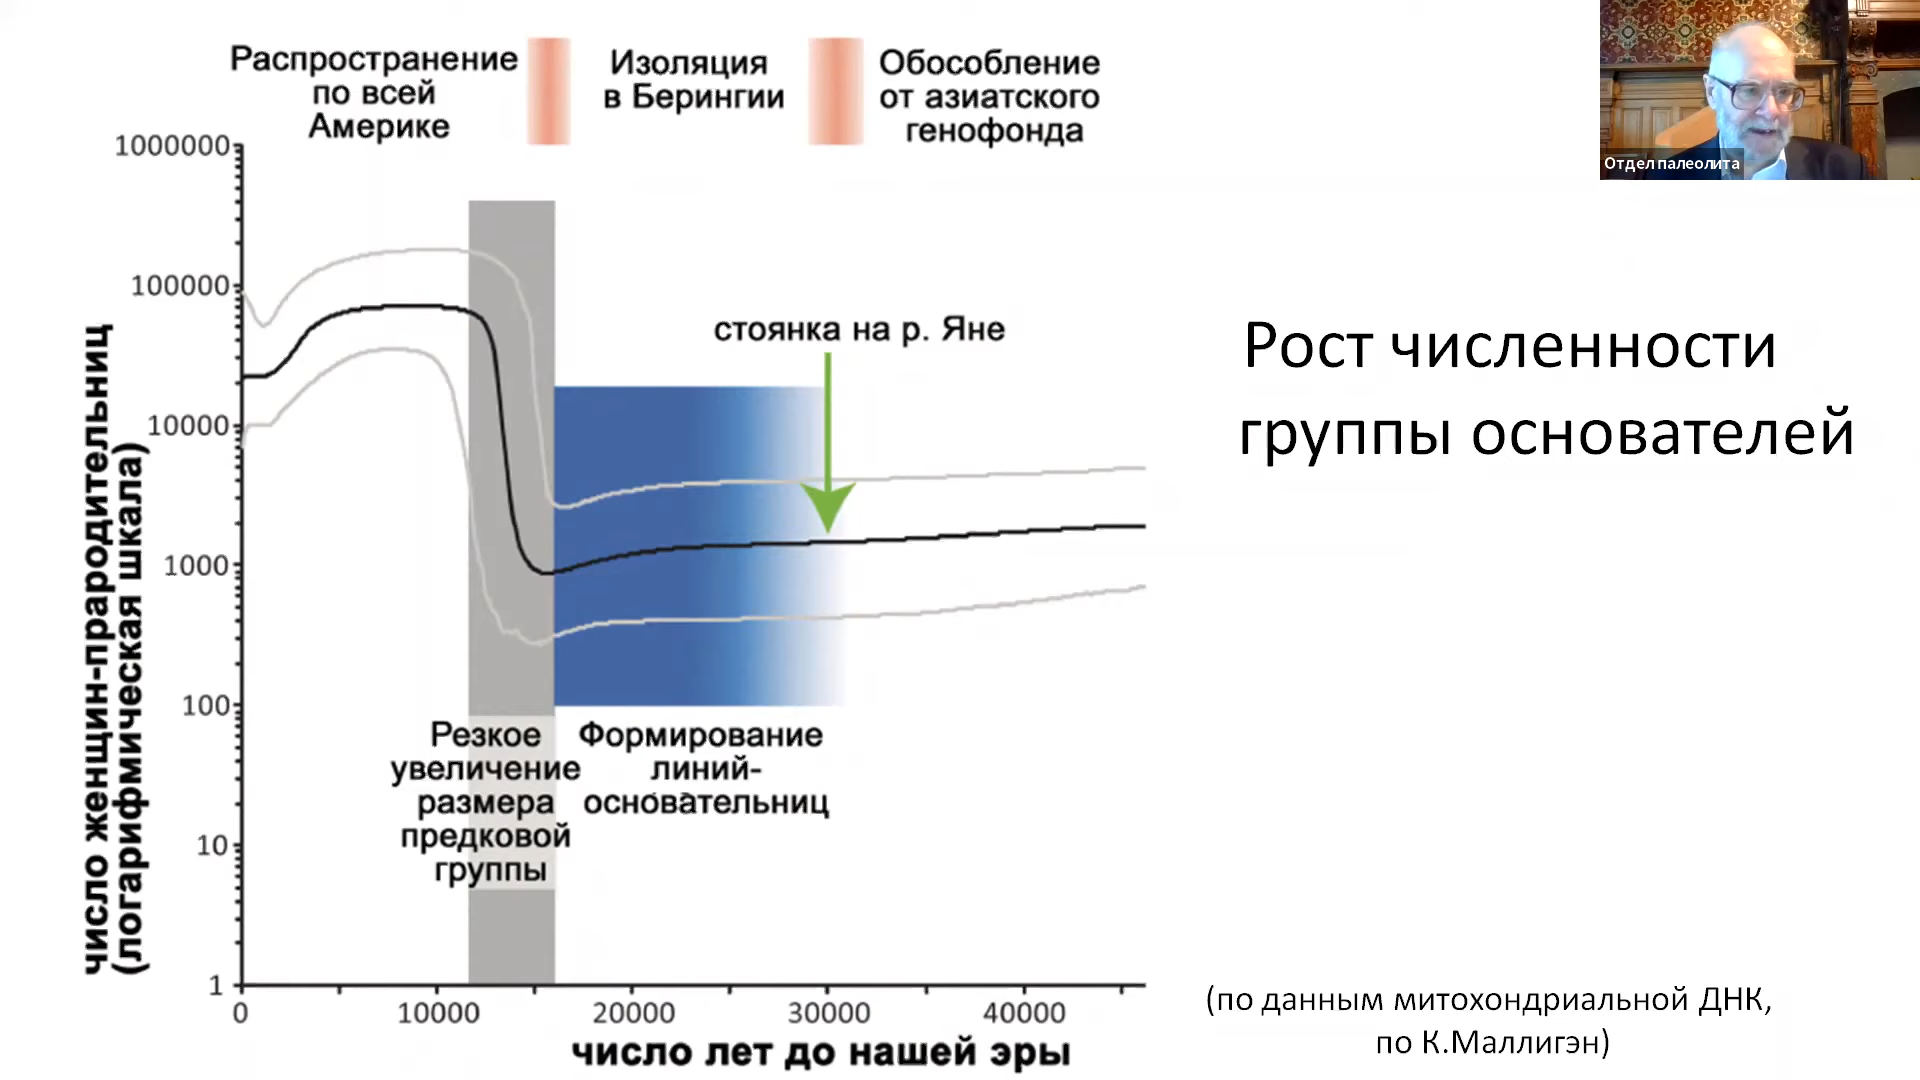 Распространение
по всей
Америке
Изоляция
в Берингии
Обособление
от азиатского
генофонда
Отдел палеолита
1000000
100000
10000
1000
100
10
1
число женщин-прародительниц
(логарифмическая шкала)
стоянка на р. Яне
Рост численности
группы основателей
Резкое
увеличение
размера
предковой
группы
Формирование
линий-
основательниц
0
10000
20000
30000
40000
число лет до нашей эры
(по данным митохондриальной ДНК,
по К.Маллигэн)